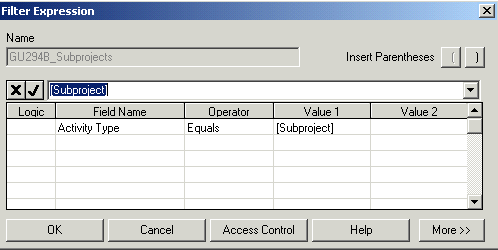 Filter Expression
Name
GU294B_Subprojects
Insert Parentheses ( )
[Subproject]
Logic Field Name Operator Value 1 Value 2
Activity Type Equals [Subproject]
OK Cancel Access Control Help More >>